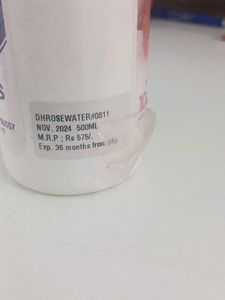 DHROSEWATER#0811
NOV. 2024 500ML
M.R.P ; Rs 575/.
Exp. 36 months from